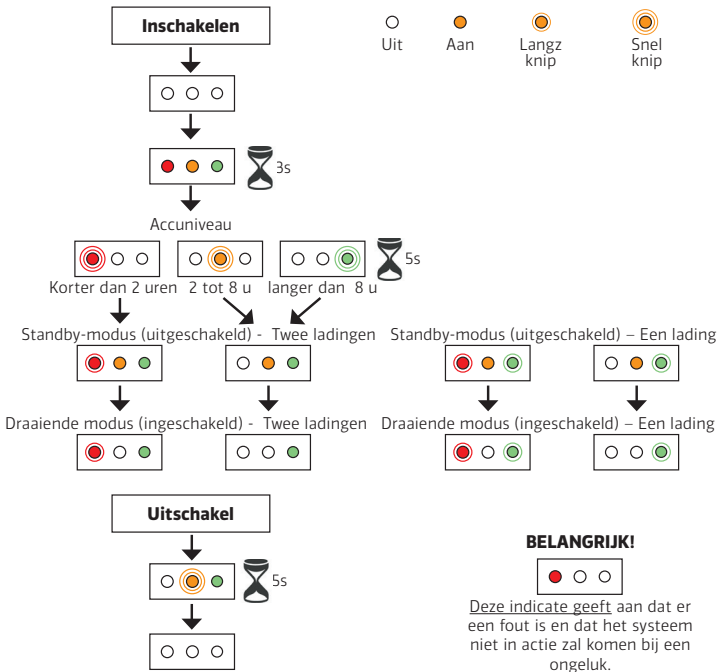 Inschakelen
Uit
Aan
Langz
knip
Snel
knip
3s
Accuniveau
5s
Korter dan 2 uren
2 tot 8 u
langer dan 8 u
Standby-modus (uitgeschakeld) - Twee ladingen
Standby-modus (uitgeschakeld) – Een lading
Draaiende modus (ingeschakeld) - Twee ladingen
Draaiende modus (ingeschakeld) – Een lading
Uitschakel
5s
BELANGRIJK!
Deze indicate geeft aan dat er
een fout is en dat het systeem
niet in actie zal komen bij een
ongeluk.